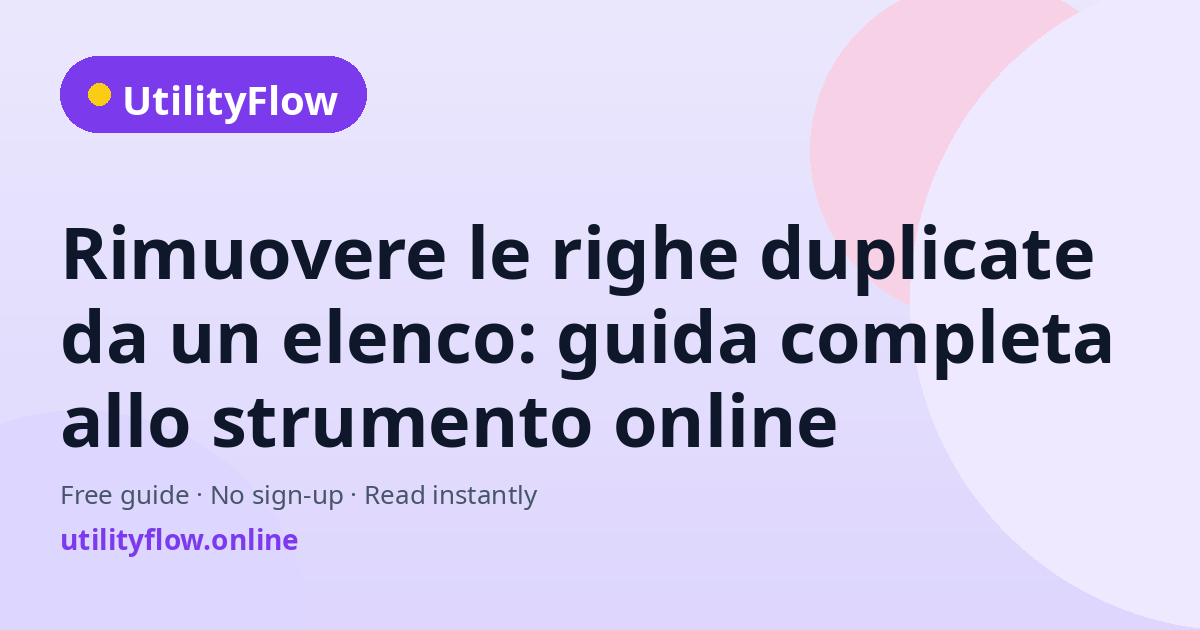 UtilityFlow
Rimuovere le righe duplicate
da un elenco: guida completa
allo strumento online
Free guide · No sign-up · Read instantly
utilityflow.online